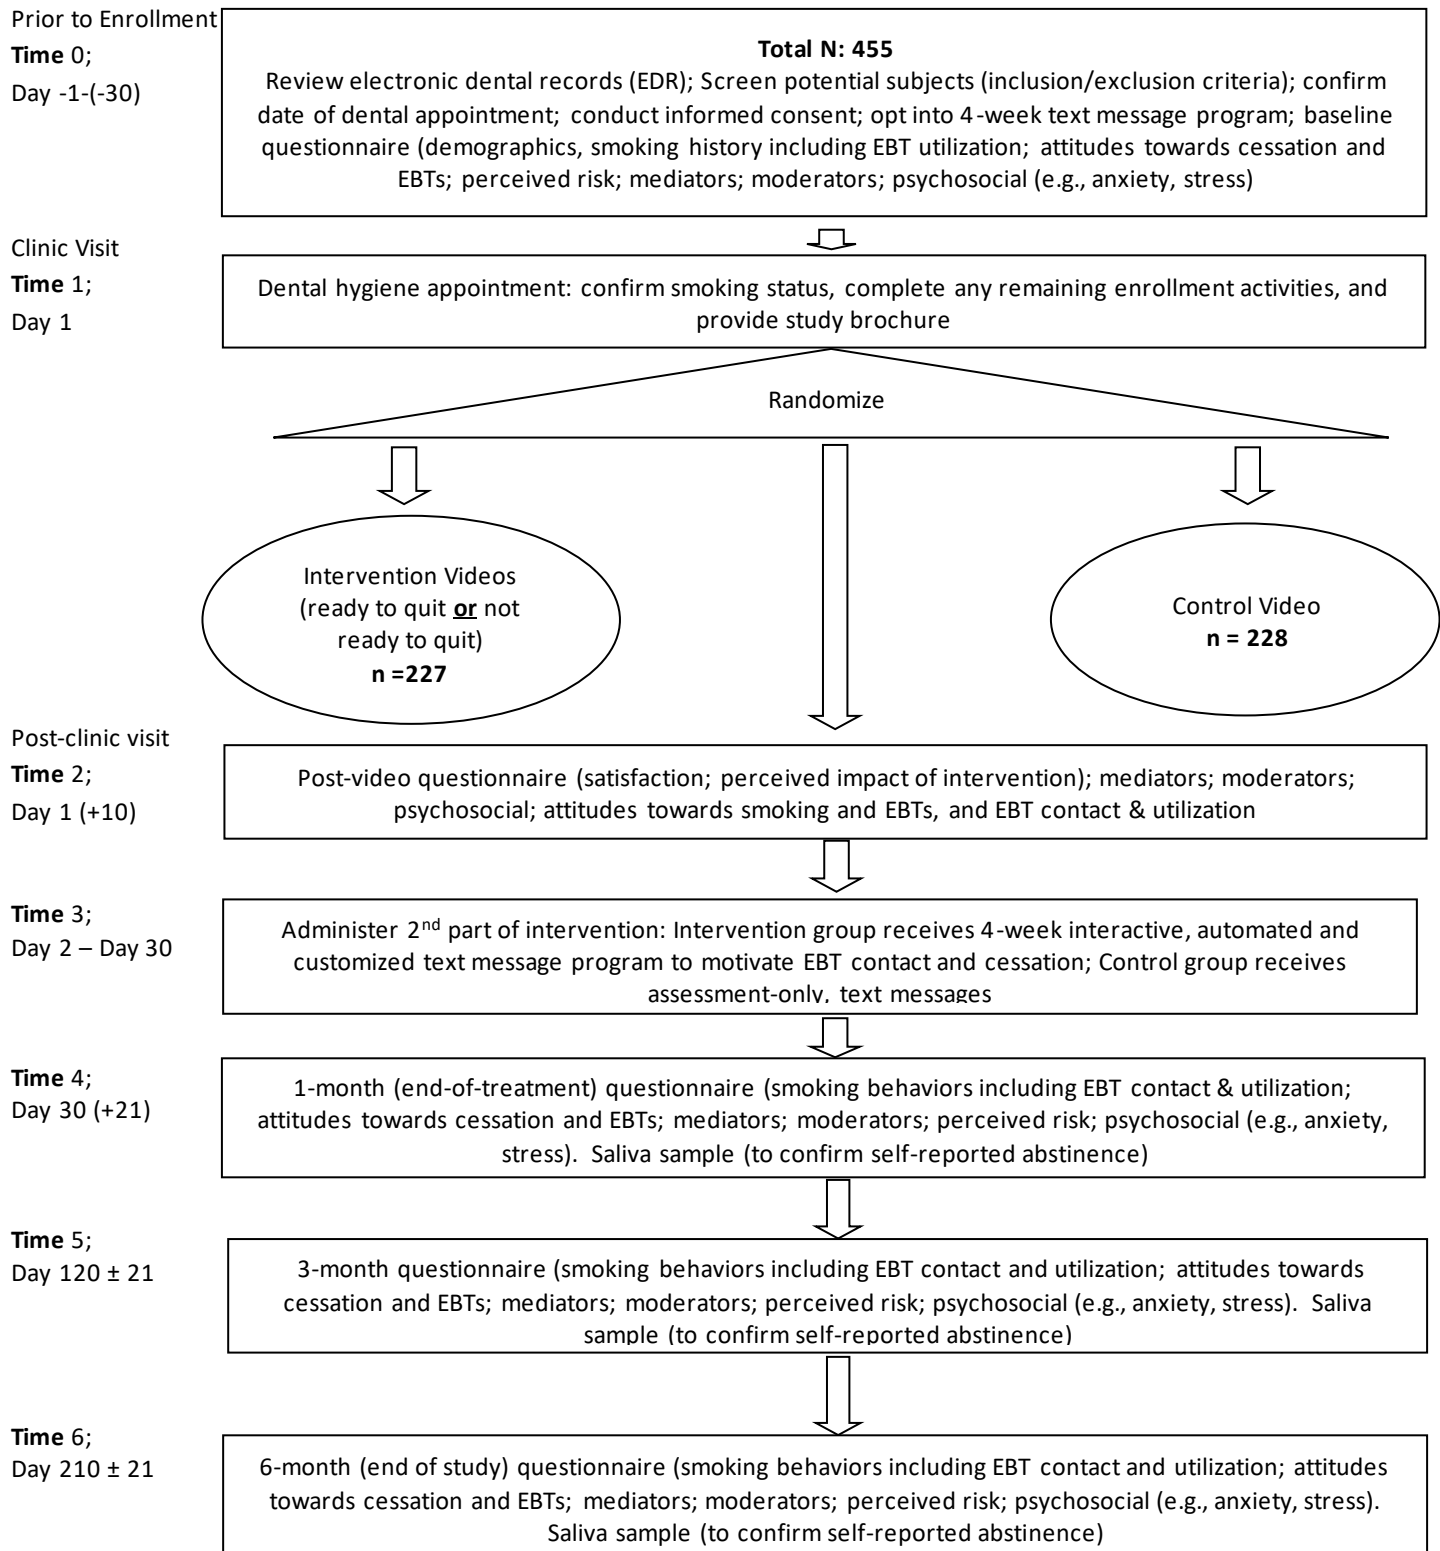 Prior to Enrollment
Time 0;
Day -1-(-30)
Total N: 455
Review electronic dental records (EDR); Screen potential subjects (inclusion/exclusion criteria); confirm
date of dental appointment; conduct informed consent; opt into 4-week text message program; baseline
questionnaire (demographics, smoking history including EBT utilization; attitudes towards cessation and
EBTs; perceived risk; mediators; moderators; psychosocial (e.g., anxiety, stress)
Clinic Visit
Time 1;
Day 1
Dental hygiene appointment: confirm smoking status, complete any remaining enrollment activities, and
provide study brochure
Randomize
Intervention Videos
(ready to quit or not
ready to quit)
n =227
Control Video
n = 228
Post-clinic visit
Time 2;
Day 1 (+10)
Post-video questionnaire (satisfaction; perceived impact of intervention); mediators; moderators;
psychosocial; attitudes towards smoking and EBTs, and EBT contact & utilization
Time 3;
Day 2 – Day 30
Administer 2nd part of intervention: Intervention group receives 4-week interactive, automated and
customized text message program to motivate EBT contact and cessation; Control group receives
assessment-only, text messages
Time 4;
Day 30 (+21)
1-month (end-of-treatment) questionnaire (smoking behaviors including EBT contact & utilization;
attitudes towards cessation and EBTs; mediators; moderators; perceived risk; psychosocial (e.g., anxiety,
stress). Saliva sample (to confirm self-reported abstinence)
Time 5;
Day 120 ± 21
3-month questionnaire (smoking behaviors including EBT contact and utilization; attitudes towards
cessation and EBTs; mediators; moderators; perceived risk; psychosocial (e.g., anxiety, stress). Saliva
sample (to confirm self-reported abstinence)
Time 6;
Day 210 ± 21
6-month (end of study) questionnaire (smoking behaviors including EBT contact and utilization; attitudes
towards cessation and EBTs; mediators; moderators; perceived risk; psychosocial (e.g., anxiety, stress).
Saliva sample (to confirm self-reported abstinence)